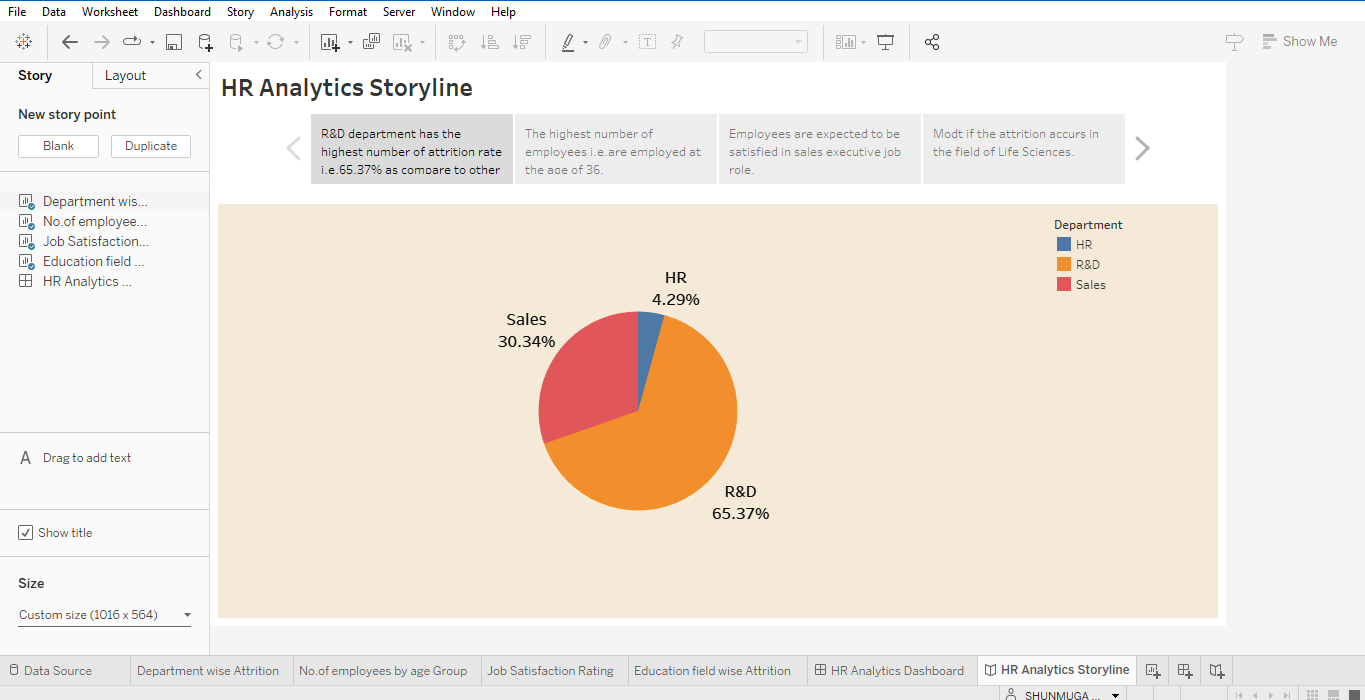 File Data Worksheet Dashboard Story Analysis Format Server Window Help
Show Me
Story Layout
New story point
Blank Duplicate
Department wis...
No.of employee...
Job Satisfaction...
Education field ...
HR Analytics ...
A Drag to add text
Show title
Size
Custom size (1016 x 564)
HR Analytics Storyline
R&D department has the
highest number of attrition rate
i.e.65.37% as compare to other
The highest number of
employees i.e.are employed at
the age of 36.
Employees are expected to be
satisfied in sales executive job
role.
Modt if the attrition accurs in
the field of Life Sciences.
Department
HR
R&D
Sales
HR
4.29%
Sales
30.34%
R&D
65.37%
Data Source Department wise Attrition No.of employees by age Group Job Satisfaction Rating Education field wise Attrition HR Analytics Dashboard HR Analytics Storyline
SHUNMUGA ...